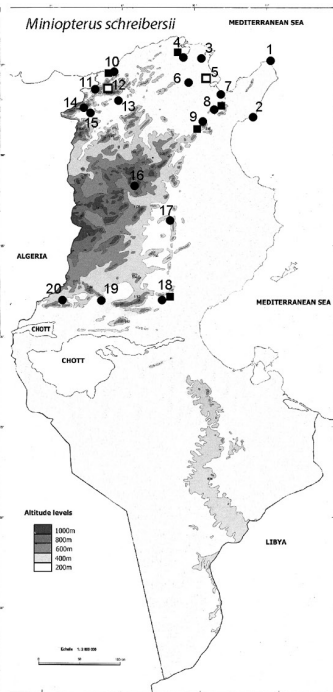 Miniopterus schreibersii
MEDITERRANEAN SEA
1
2
3
4
5
6
7
8
9
10
11
12
13
14
15
16
17
18
19
20
ALGERIA
MEDITERRANEAN SEA
CHOTT
CHOTT
LIBYA
Altitude levels
1000m
800m
600m
400m
200m